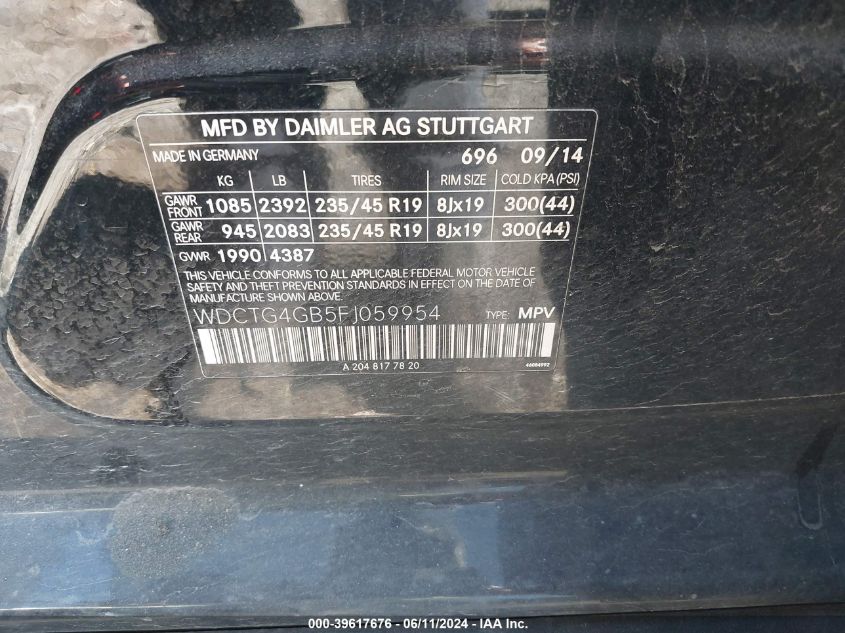 MFD BY DAIMLER AG STUTTGART
MADE IN GERMANY 696 09/14
KG LB TIRES RIM SIZE COLD KPA (PSI)
GAWR FRONT 1085 2392 235/45 R19 8Jx19 300(44)
GAWR REAR 945 2083 235/45 R19 8Jx19 300(44)
GVWR 1990 4387
THIS VEHICLE CONFORMS TO ALL APPLICABLE FEDERAL MOTOR VEHICLE
SAFETY AND THEFT PREVENTION STANDARDS IN EFFECT ON THE DATE OF
MANUFACTURE SHOWN ABOVE.
WDCTG4GB5FJ059954 TYPE: MPV
A 204 817 78 20 46084992
000-39617676 - 06/11/2024 - IAA Inc.